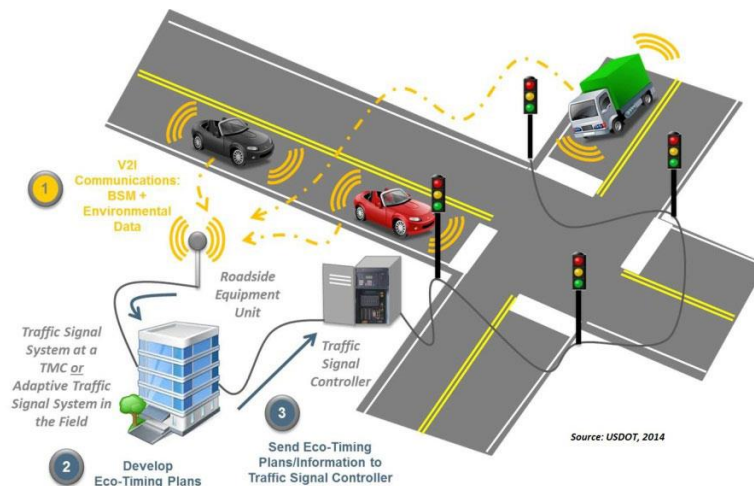 1
V2I
Communications:
BSM +
Environmental
Data
Roadside
Equipment
Unit
Traffic Signal
System at a
TMC or
Adaptive Traffic
Signal System in
the Field
Traffic
Signal
Controller
2
Develop
Eco-Timing Plans
3
Send Eco-Timing
Plans/Information to
Traffic Signal Controller
Source: USDOT, 2014